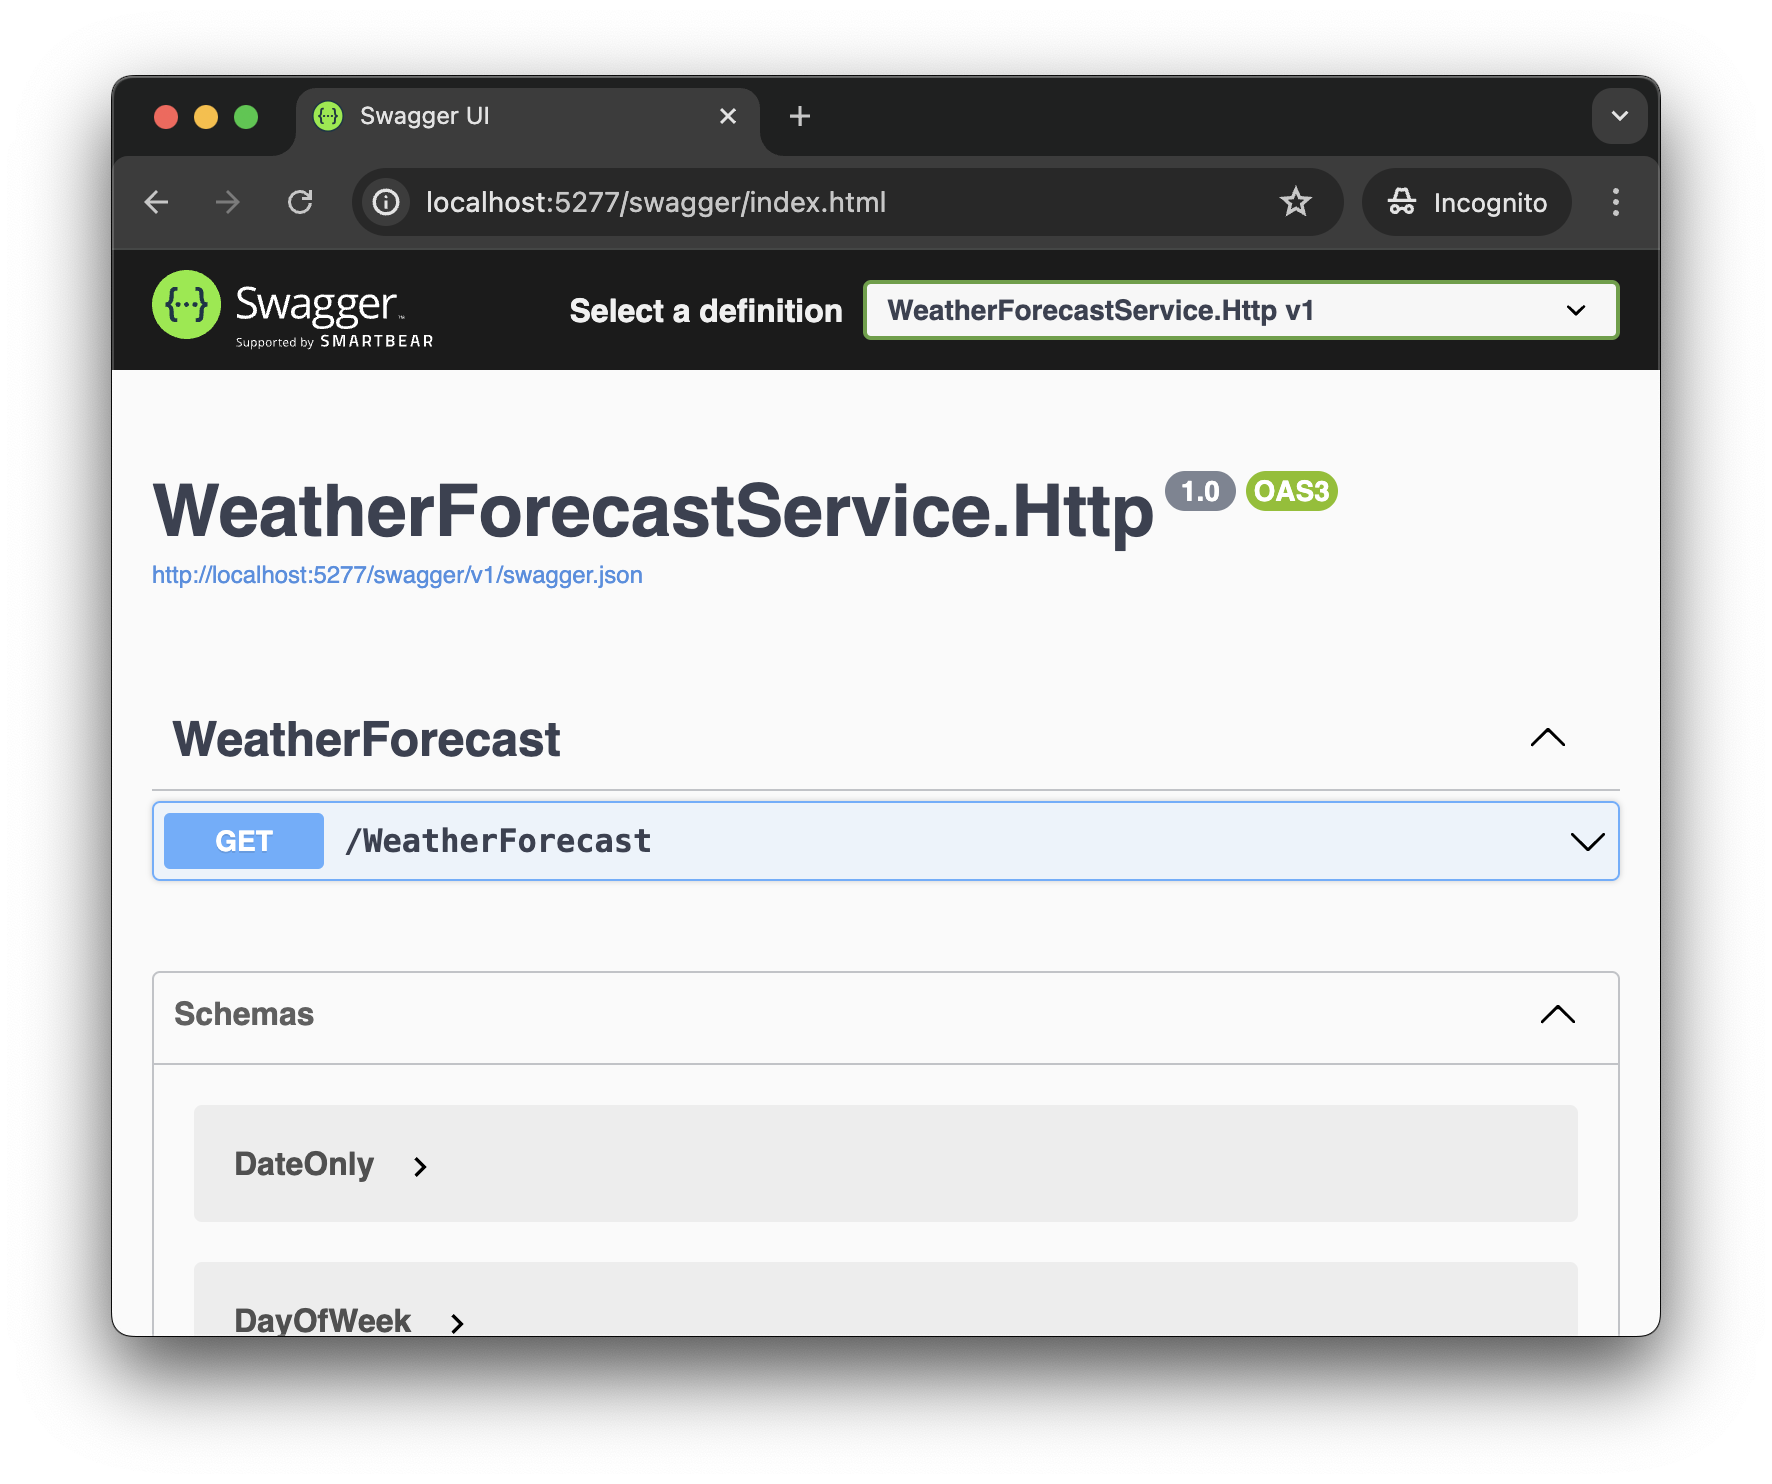 Swagger UI
localhost:5277/swagger/index.html
Incognito
{...} Swagger™
Supported by SMARTBEAR
Select a definition
WeatherForecastService.Http v1
WeatherForecastService.Http 1.0 OAS3
http://localhost:5277/swagger/v1/swagger.json
WeatherForecast
GET /WeatherForecast
Schemas
DateOnly
DayOfWeek